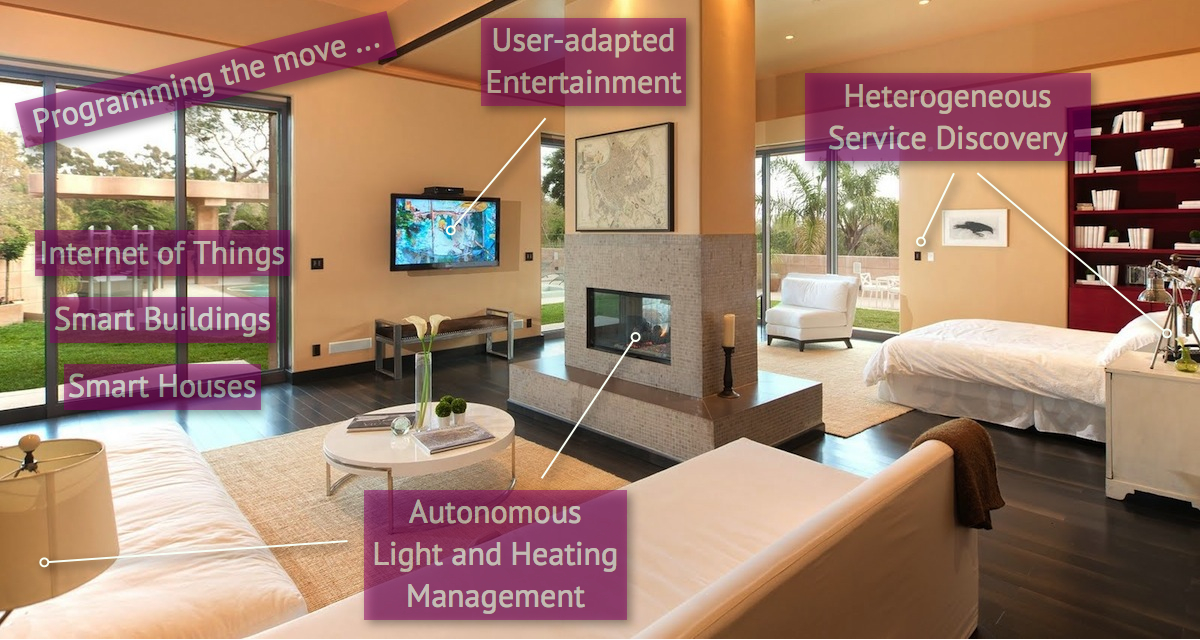 Programming the move ...
User-adapted
Entertainment
Heterogeneous
Service Discovery
Internet of Things
Smart Buildings
Smart Houses
Autonomous
Light and Heating
Management